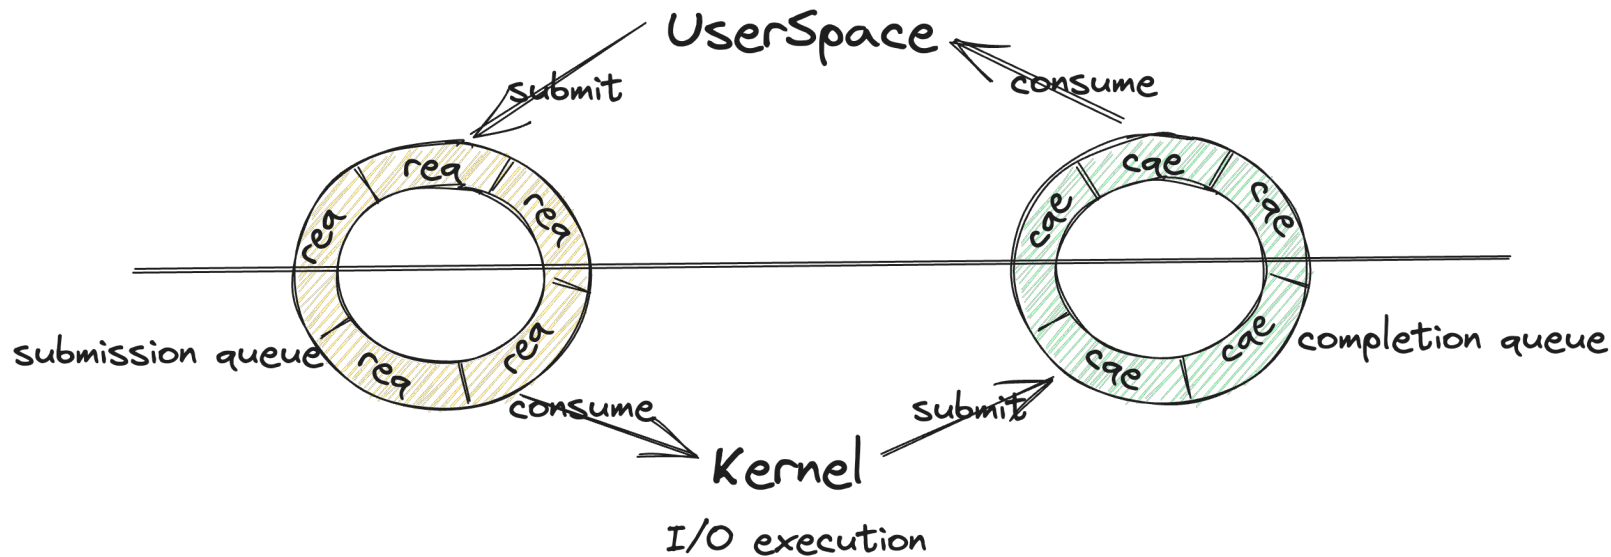 UserSpace
submit
consume
req
req
req
req
req
cqe
cqe
cqe
cqe
cqe
submission queue
completion queue
consume
submit
Kernel
I/O execution